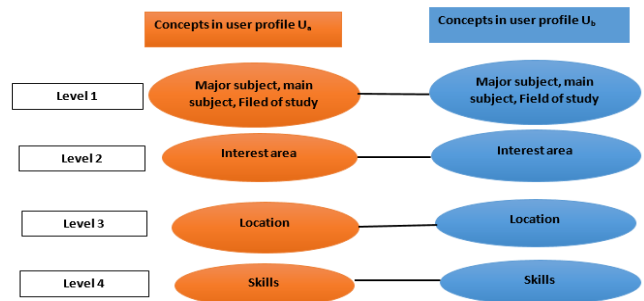 Concepts in user profile Uₐ
Concepts in user profile U_b
Level 1
Major subject, main
subject, Filed of study
Major subject, main
subject, Field of study
Level 2
Interest area
Interest area
Level 3
Location
Location
Level 4
Skills
Skills